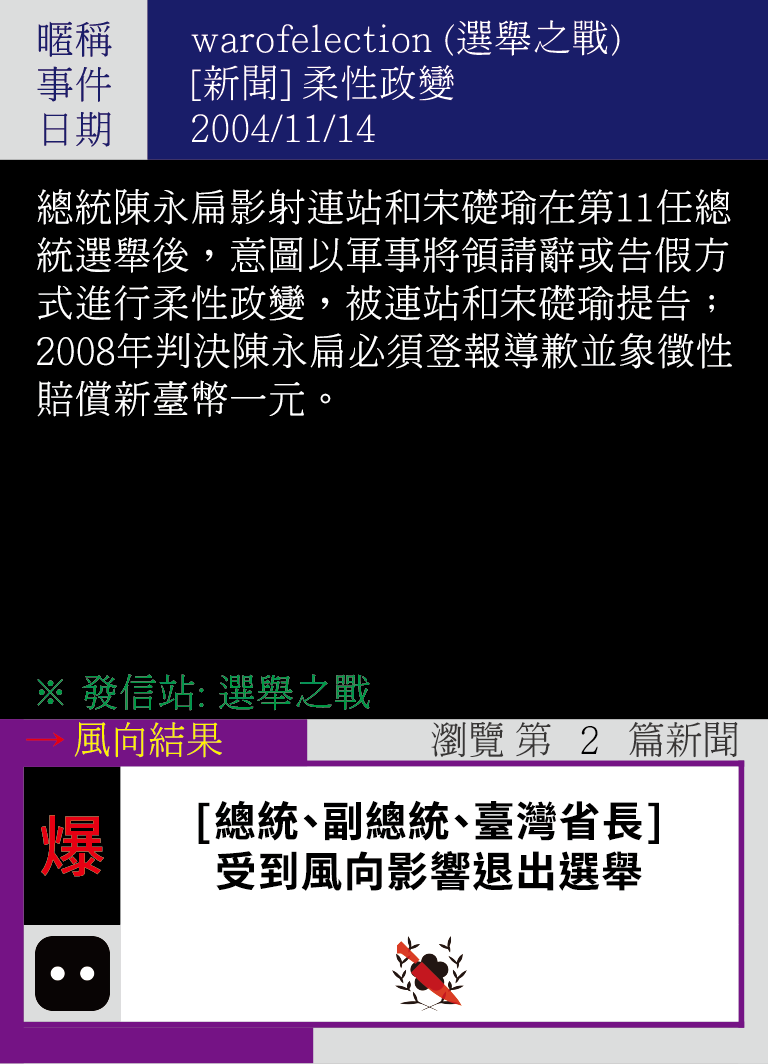 暱稱 warofelection (選舉之戰)
事件 [新聞] 柔性政變
日期 2004/11/14
總統陳永扁影射連站和宋礎瑜在第11任總
統選舉後，意圖以軍事將領請辭或告假方
式進行柔性政變，被連站和宋礎瑜提告；
2008年判決陳永扁必須登報導歉並象徵性
賠償新臺幣一元。
※ 發信站: 選舉之戰
→ 風向結果 瀏覽 第 2 篇新聞
爆
[總統、副總統、臺灣省長]
受到風向影響退出選舉